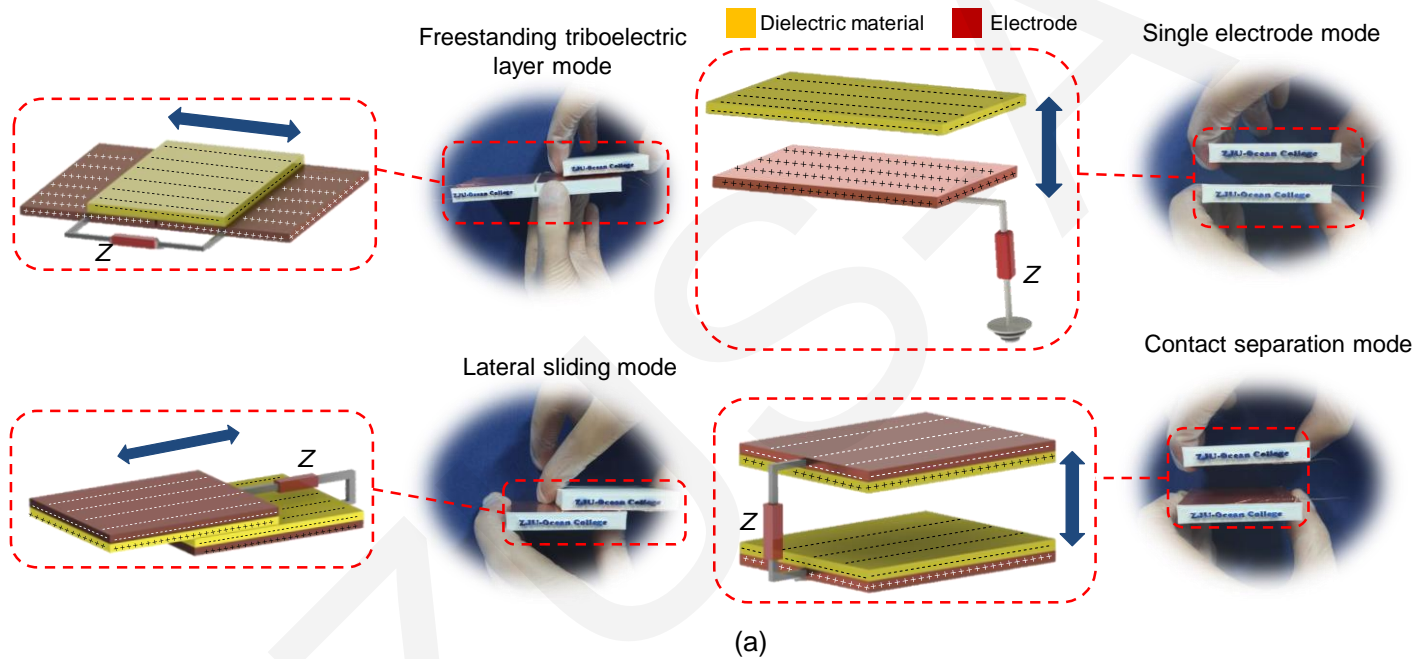 Dielectric material
Electrode
Freestanding triboelectric
layer mode
Z
ZJU-Ocean College
ZJU-Ocean College
Single electrode mode
Z
ZJU-Ocean College
ZJU-Ocean College
Lateral sliding mode
Z
ZJU-Ocean College
ZJU-Ocean College
Contact separation mode
Z
ZJU-Ocean College
ZJU-Ocean College
(a)